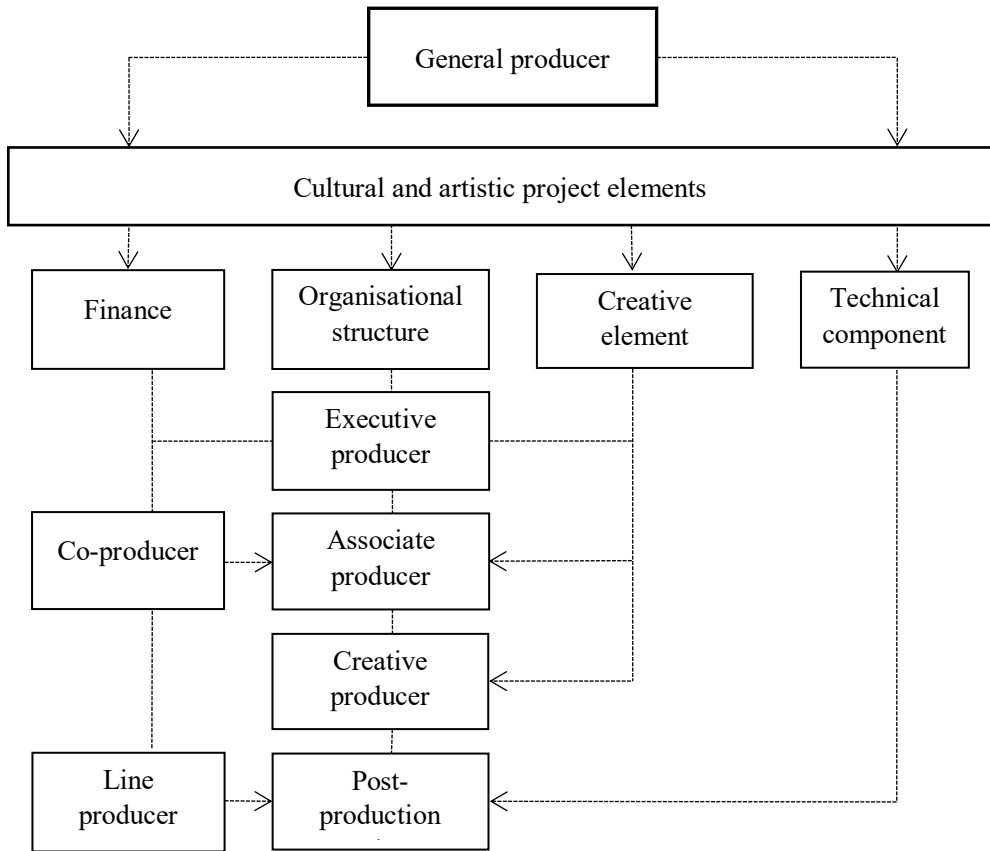 General producer
Cultural and artistic project elements
Finance
Organisational
structure
Creative
element
Technical
component
Executive
producer
Co-producer
Associate
producer
Creative
producer
Line
producer
Post-
production